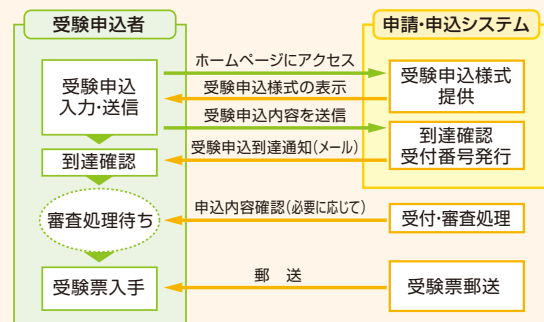 受験申込者
申請・申込システム
ホームページにアクセス
受験申込
入力・送信
受験申込様式の表示
受験申込様式
提供
受験申込内容を送信
到達確認
受験申込到達通知(メール)
到達確認
受付番号発行
審査処理待ち
申込内容確認(必要に応じて)
受付・審査処理
受験票入手
郵 送
受験票郵送